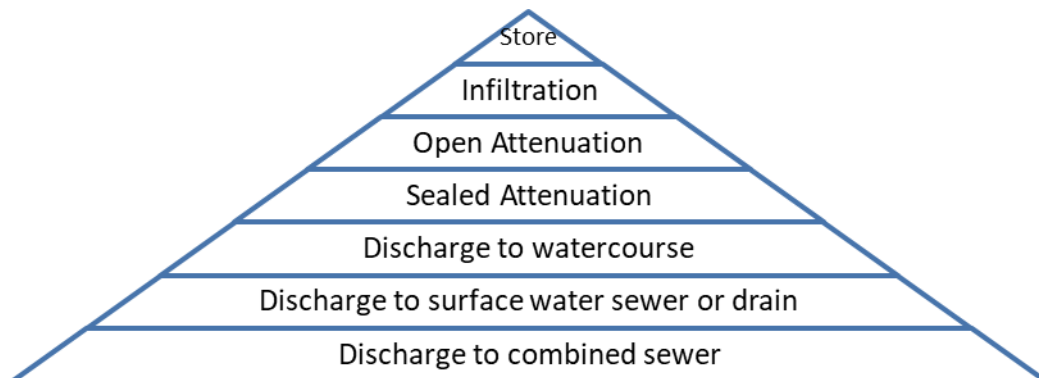 Store
Infiltration
Open Attenuation
Sealed Attenuation
Discharge to watercourse
Discharge to surface water sewer or drain
Discharge to combined sewer